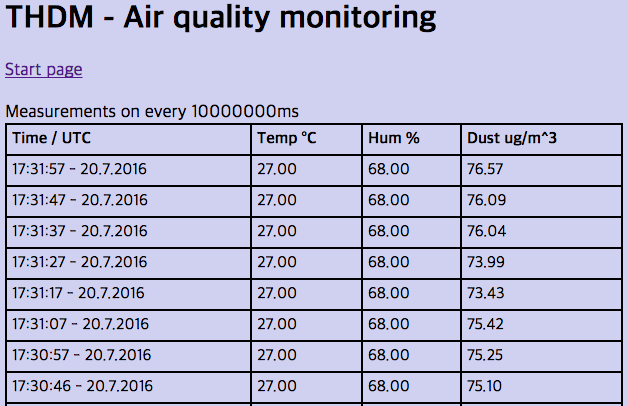 THDM - Air quality monitoring
Start page
Measurements on every 10000000ms
Time / UTC Temp °C Hum % Dust ug/m^3
17:31:57 - 20.7.2016 27.00 68.00 76.57
17:31:47 - 20.7.2016 27.00 68.00 76.09
17:31:37 - 20.7.2016 27.00 68.00 76.04
17:31:27 - 20.7.2016 27.00 68.00 73.99
17:31:17 - 20.7.2016 27.00 68.00 73.43
17:31:07 - 20.7.2016 27.00 68.00 75.42
17:30:57 - 20.7.2016 27.00 68.00 75.25
17:30:46 - 20.7.2016 27.00 68.00 75.10